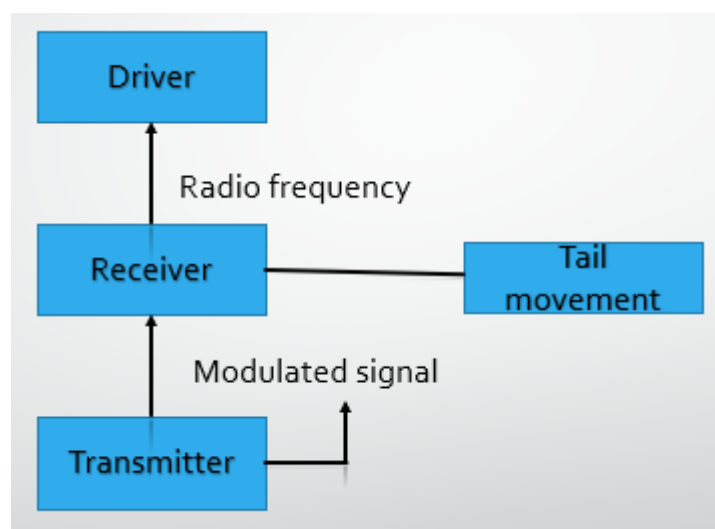 Driver
Radio frequency
Receiver
Tail
movement
Modulated signal
Transmitter